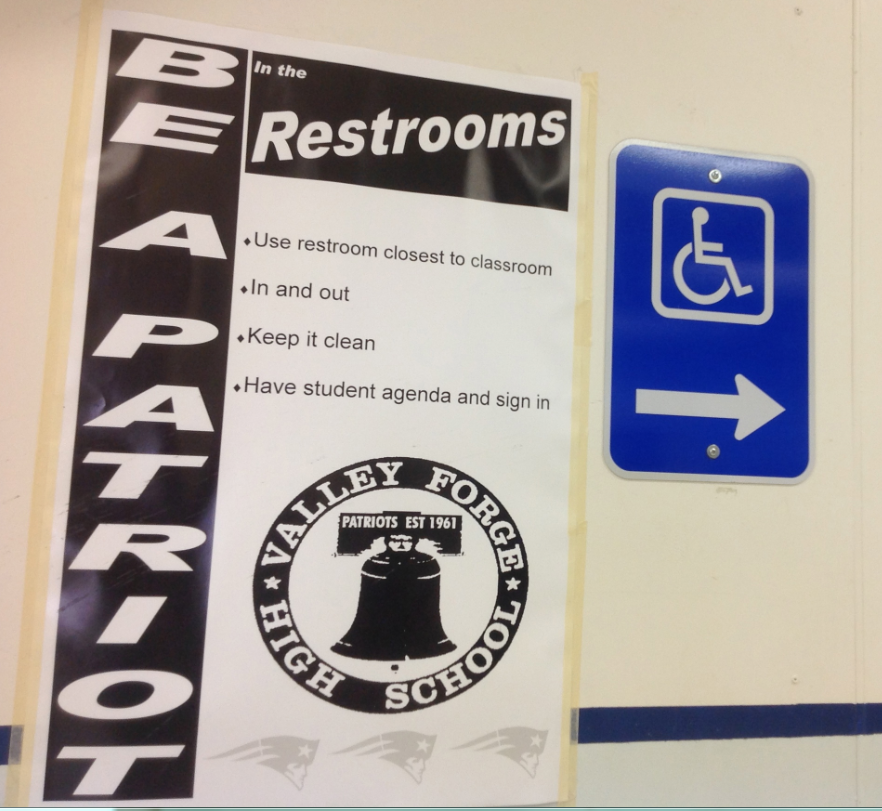 BE A PATRIOT
In the
Restrooms
♦Use restroom closest to classroom
♦In and out
♦Keep it clean
♦Have student agenda and sign in
VALLEY FORGE
PATRIOTS EST 1961
HIGH SCHOOL